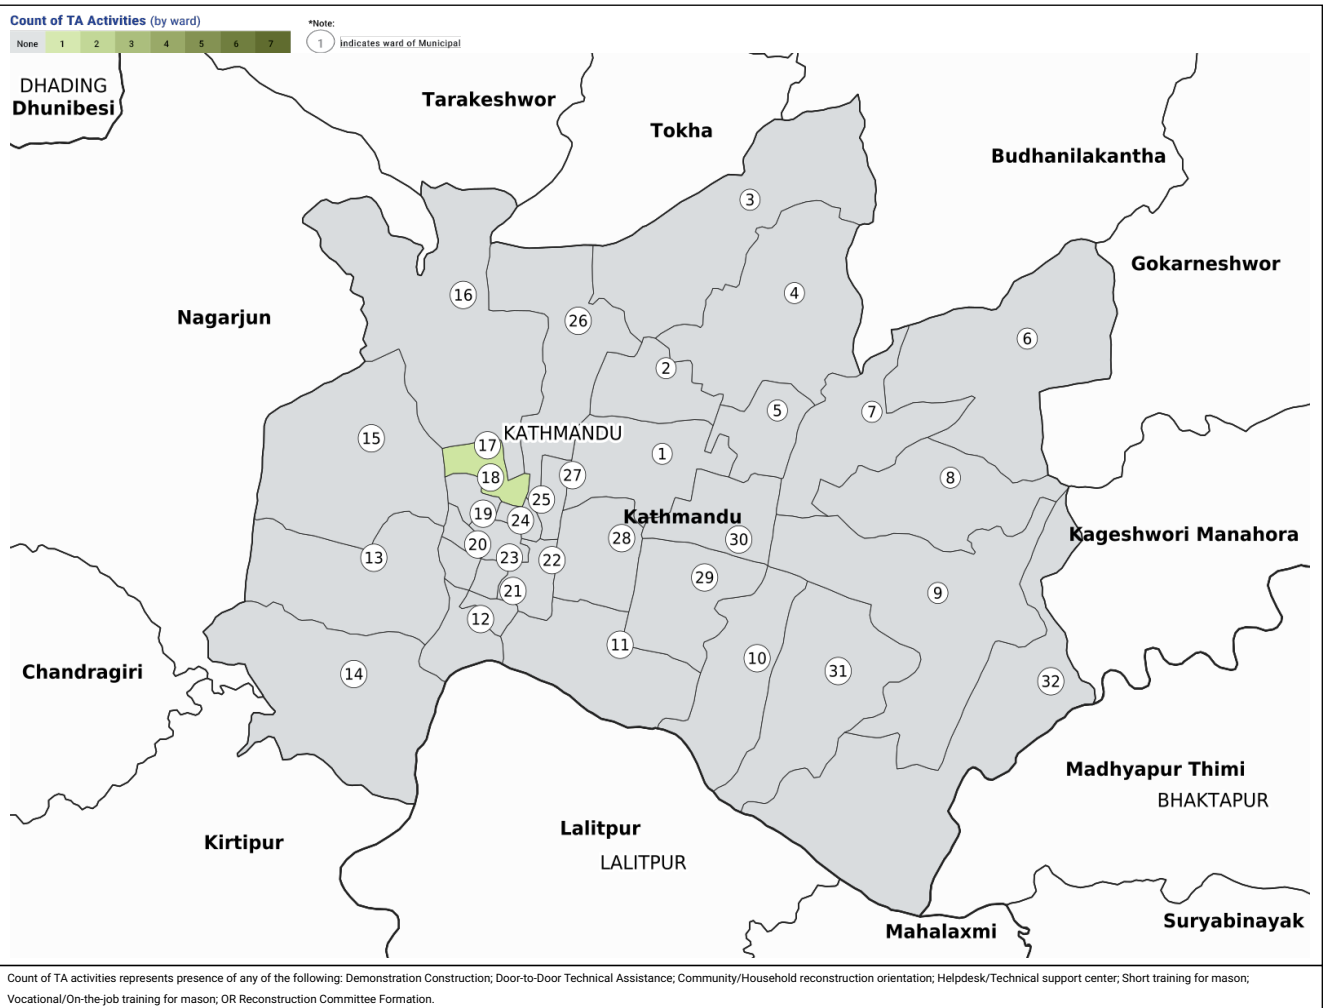 Count of TA Activities (by ward)
None 1 2 3 4 5 6 7
*Note:
1 indicates ward of Municipal
DHADING
Dhunibesi
Tarakeshwor
Tokha
Budhanilakantha
3
Gokarneshwor
4
16
Nagarjun
26
6
2
5
7
KATHMANDU
15
17
1
18
27
8
25
19
24
Kathmandu
Kageshwori Manahora
28
30
20
13
23
22
29
21
9
12
11
10
Chandragiri
14
31
32
Madhyapur Thimi
BHAKTAPUR
Lalitpur
Kirtipur
LALITPUR
Suryabinayak
Mahalaxmi
Count of TA activities represents presence of any of the following: Demonstration Construction; Door-to-Door Technical Assistance; Community/Household reconstruction orientation; Helpdesk/Technical support center; Short training for mason;
Vocational/On-the-job training for mason; OR Reconstruction Committee Formation.